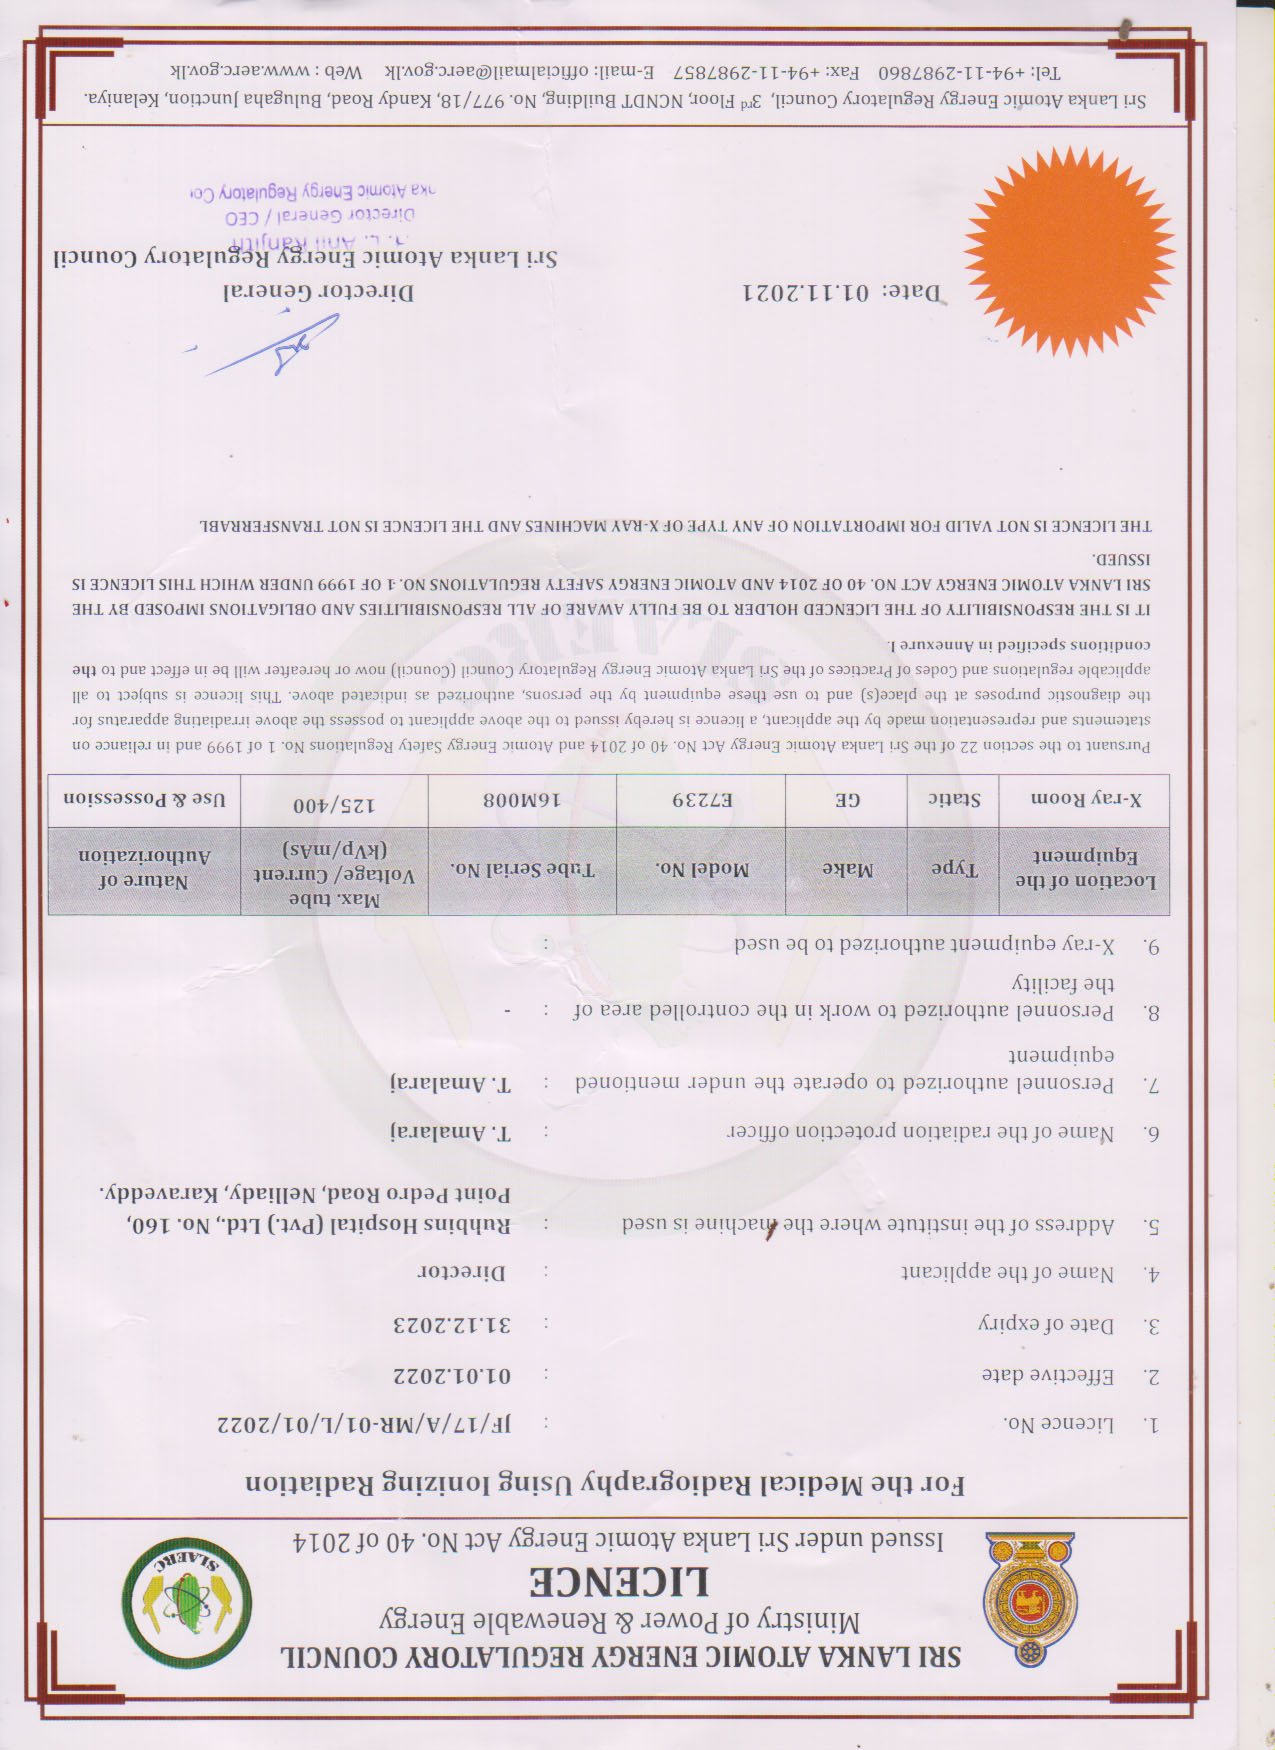 SRI LANKA ATOMIC ENERGY REGULATORY COUNCIL
Ministry of Power & Renewable Energy
LICENCE
Issued under Sri Lanka Atomic Energy Act No. 40 of 2014
SLAERC
For the Medical Radiography Using Ionizing Radiation
1. Licence No. : JF/17/A/MR-01/L/01/2022
2. Effective date : 01.01.2022
3. Date of expiry : 31.12.2023
4. Name of the applicant : Director
5. Address of the institute where the machine is used : Ruhbins Hospital (Pvt.) Ltd., No. 160,
Point Pedro Road, Nelliady, Karaveddy.
6. Name of the radiation protection officer : T. Amalaraj
7. Personnel authorized to operate the under mentioned : T. Amalaraj
equipment
8. Personnel authorized to work in the controlled area of : -
the facility
9. X-ray equipment authorized to be used :
Location of the Equipment Type Make Model No. Tube Serial No. Max. tube Voltage/ Current (kVp/mAs) Nature of Authorization
X-ray Room Static GE E7239 16M008 125/400 Use & Possession
Pursuant to the section 22 of the Sri Lanka Atomic Energy Act No. 40 of 2014 and Atomic Energy Safety Regulations No. 1 of 1999 and in reliance on
statements and representation made by the applicant, a licence is hereby issued to the above applicant to possess the above irradiating apparatus for
the diagnostic purposes at the place(s) and to use these equipment by the persons, authorized as indicated above. This licence is subject to all
applicable regulations and Codes of Practices of the Sri Lanka Atomic Energy Regulatory Council (Council) now or hereafter will be in effect and to the
conditions specified in Annexure I.
SLAERC
IT IS THE RESPONSIBILITY OF THE LICENCED HOLDER TO BE FULLY AWARE OF ALL RESPONSIBILITIES AND OBLIGATIONS IMPOSED BY THE
SRI LANKA ATOMIC ENERGY ACT NO. 40 OF 2014 AND ATOMIC ENERGY SAFETY REGULATIONS NO. 1 OF 1999 UNDER WHICH THIS LICENCE IS
ISSUED.
THE LICENCE IS NOT VALID FOR IMPORTATION OF ANY TYPE OF X-RAY MACHINES AND THE LICENCE IS NOT TRANSFERRABL
Date: 01.11.2021
Director General
Sri Lanka Atomic Energy Regulatory Council
L. Anil Ranjith
Director General / CEO
nka Atomic Energy Regulatory Co
Sri Lanka Atomic Energy Regulatory Council, 3rd Floor, NCNDT Building, No. 977/18, Kandy Road, Bulugaha Junction, Kelaniya.
Tel: +94-11-2987860 Fax: +94-11-2987857 E-mail: officialmail@aerc.gov.lk Web : www.aerc.gov.lk